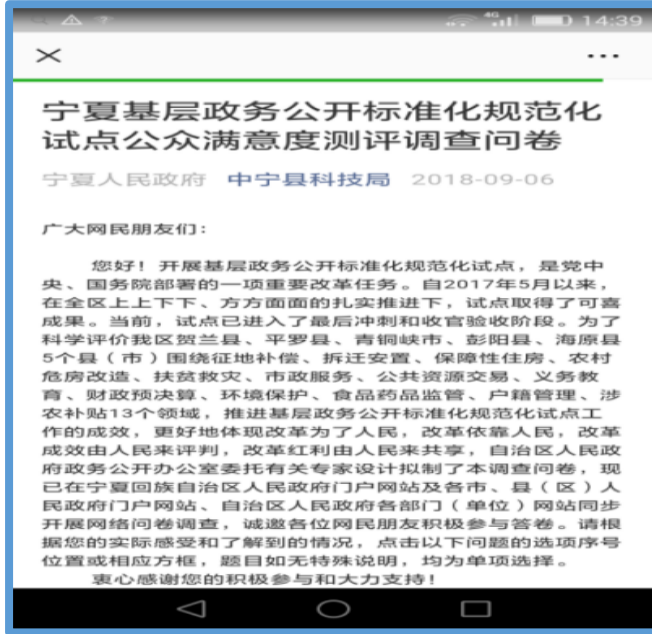 4G 14:39
宁夏基层政务公开标准化规范化
试点公众满意度测评调查问卷
宁夏人民政府 中宁县科技局 2018-09-06
广大网民朋友们：
您好！开展基层政务公开标准化规范化试点，是党中
央、国务院部署的一项重要改革任务。自2017年5月以来，
在全区上上下下、方方面面的扎实推进下，试点取得了可喜
成果。当前，试点已进入了最后冲刺和收官验收阶段。为了
科学评价我区贺兰县、平罗县、青铜峡市、彭阳县、海原县
5个县（市）围绕征地补偿、拆迁安置、保障性住房、农村
危房改造、扶贫救灾、市政服务、公共资源交易、义务教
育、财政预决算、环境保护、食品药品监管、户籍管理、涉
农补贴13个领域，推进基层政务公开标准化规范化试点工
作的成效，更好地体现改革为了人民，改革依靠人民，改革
成效由人民来评判，改革红利由人民来共享，自治区人民政
府政务公开办公室委托有关专家设计拟制了本调查问卷，现
已在宁夏回族自治区人民政府门户网站及各市、县（区）人
民政府门户网站、自治区人民政府各部门（单位）网站同步
开展网络问卷调查，诚邀各位网民朋友积极参与答卷。请根
据您的实际感受和了解到的情况，点击以下问题的选项序号
位置或相应方框，题目如无特殊说明，均为单项选择。
衷心感谢您的积极参与和大力支持！